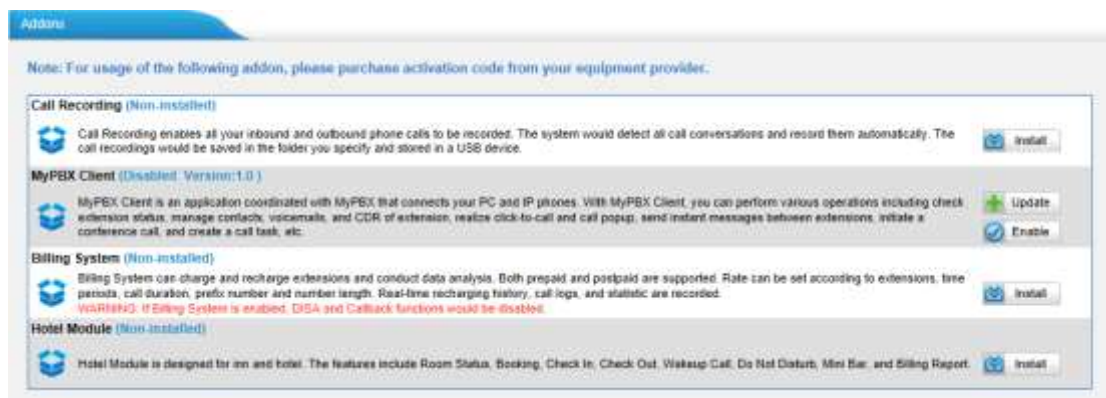 Addons
Note: For usage of the following addon, please purchase activation code from your equipment provider.
Call Recording (Non-installed)
Call Recording enables all your inbound and outbound phone calls to be recorded. The system would detect all call conversations and record them automatically. The
call recordings would be saved in the folder you specify and stored in a USB device.
Install
MyPBX Client (Disabled Version:1.0 )
MyPBX Client is an application coordinated with MyPBX that connects your PC and IP phones. With MyPBX Client, you can perform various operations including check
extension status, manage contacts, voicemails, and CDR of extension, realize click-to-call and call popup, send instant messages between extensions, initiate a
conference call, and create a call task, etc.
Update
Enable
Billing System (Non-installed)
Billing System can charge and recharge extensions and conduct data analysis. Both prepaid and postpaid are supported. Rate can be set according to extensions, time
periods, call duration, prefix number and number length. Real-time recharging history, call logs, and statistic are recorded.
WARNING: If Billing System is enabled, DISA and Callback functions would be disabled.
Install
Hotel Module (Non-installed)
Hotel Module is designed for inn and hotel. The features include Room Status, Booking, Check In, Check Out, Wakeup Call, Do Not Disturb, Mini Bar, and Billing Report.
Install